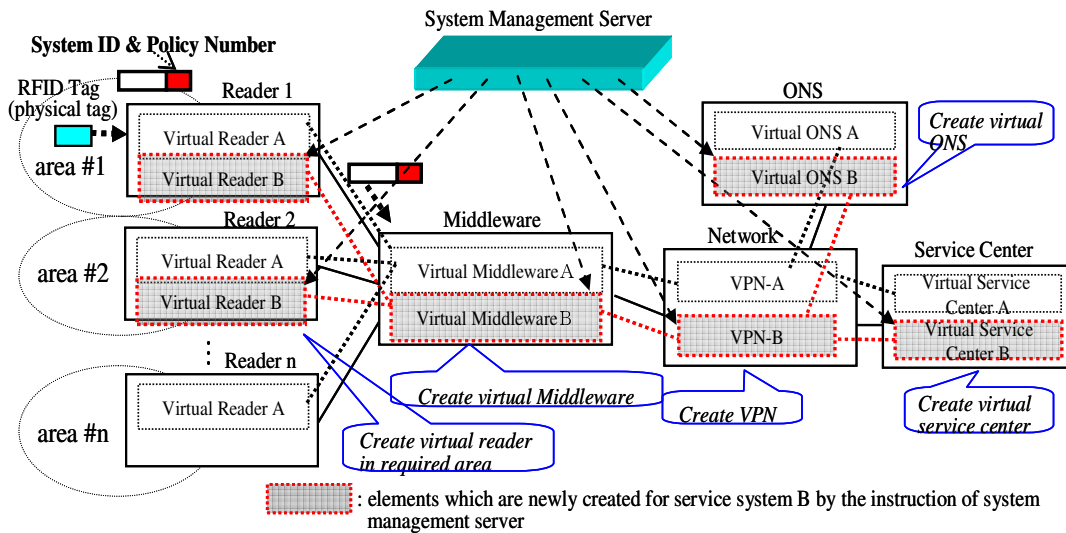 System Management Server
System ID & Policy Number
RFID Tag
(physical tag)
Reader 1
ONS
Virtual Reader A
Virtual ONS A
Create virtual
ONS
area #1
Virtual Reader B
Virtual ONS B
Reader 2
Middleware
Network
Service Center
area #2
Virtual Reader A
Virtual Reader B
Virtual Middleware A
Virtual Middleware B
VPN-A
VPN-B
Virtual Service
Center A
Virtual Service
Center B
Reader n
area #n
Virtual Reader A
Create virtual Middleware
Create VPN
Create virtual
service center
Create virtual reader
in required area
: elements which are newly created for service system B by the instruction of system
management server